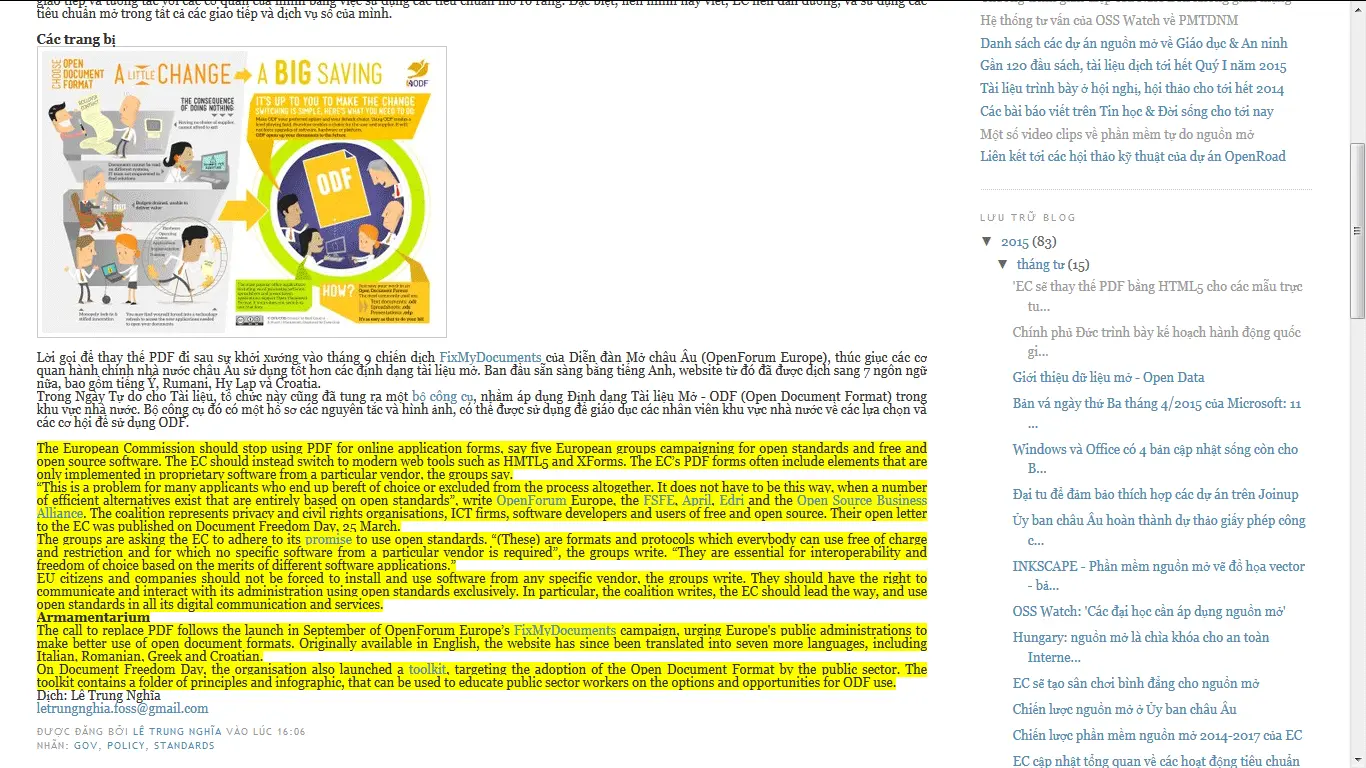 tiêu chuẩn mở trong tất cả các giao tiếp và dịch vụ số của mình.
Các trang bị
CHOOSE OPEN DOCUMENT FORMAT
A LITTLE CHANGE
A BIG SAVING
ODF
THE CONSEQUENCE OF DOING NOTHING:
IT'S UP TO YOU TO MAKE THE CHANGE
SWITCHING IS SIMPLE, HERE'S WHAT YOU NEED TO DO
ODF
HOW?
Lời gọi để thay thế PDF đi sau sự khởi xướng vào tháng 9 chiến dịch FixMyDocuments của Diễn đàn Mở châu Âu (OpenForum Europe), thúc giục các cơ
quan hành chính nhà nước châu Âu sử dụng tốt hơn các định dạng tài liệu mở. Ban đầu sẵn sàng bằng tiếng Anh, website từ đó đã được dịch sang 7 ngôn ngữ
nữa, bao gồm tiếng Ý, Rumani, Hy Lạp và Croatia.
Trong Ngày Tự do cho Tài liệu, tổ chức này cũng đã tung ra một bộ công cụ, nhằm áp dụng Định dạng Tài liệu Mở - ODF (Open Document Format) trong
khu vực nhà nước. Bộ công cụ đó có một hồ sơ các nguyên tắc và hình ảnh, có thể được sử dụng để giáo dục các nhân viên khu vực nhà nước về các lựa chọn và
các cơ hội để sử dụng ODF.
The European Commission should stop using PDF for online application forms, say five European groups campaigning for open standards and free and
open source software. The EC should instead switch to modern web tools such as HMTL5 and XForms. The EC's PDF forms often include elements that are
only implemented in proprietary software from a particular vendor, the groups say.
“This is a problem for many applicants who end up bereft of choice or excluded from the process altogether. It does not have to be this way, when a number
of efficient alternatives exist that are entirely based on open standards”, write OpenForum Europe, the FSFE, April, Edri and the Open Source Business
Alliance. The coalition represents privacy and civil rights organisations, ICT firms, software developers and users of free and open source. Their open letter
to the EC was published on Document Freedom Day, 25 March.
The groups are asking the EC to adhere to its promise to use open standards. “(These) are formats and protocols which everybody can use free of charge
and restriction and for which no specific software from a particular vendor is required”, the groups write. “They are essential for interoperability and
freedom of choice based on the merits of different software applications.”
EU citizens and companies should not be forced to install and use software from any specific vendor, the groups write. They should have the right to
communicate and interact with its administration using open standards exclusively. In particular, the coalition writes, the EC should lead the way, and use
open standards in all its digital communication and services.
Armamentarium
The call to replace PDF follows the launch in September of OpenForum Europe's FixMyDocuments campaign, urging Europe's public administrations to
make better use of open document formats. Originally available in English, the website has since been translated into seven more languages, including
Italian, Romanian, Greek and Croatian.
On Document Freedom Day, the organisation also launched a toolkit, targeting the adoption of the Open Document Format by the public sector. The
toolkit contains a folder of principles and infographic, that can be used to educate public sector workers on the options and opportunities for ODF use.
Dịch: Lê Trung Nghĩa
letrungnghia.foss@gmail.com
ĐƯỢC ĐĂNG BỞI LÊ TRUNG NGHĨA VÀO LÚC 16:06
NHÃN: GOV, POLICY, STANDARDS
Hệ thống tư vấn của OSS Watch về PMTDNM
Danh sách các dự án nguồn mở về Giáo dục & An ninh
Gần 120 đầu sách, tài liệu dịch tới hết Quý I năm 2015
Tài liệu trình bày ở hội nghị, hội thảo cho tới hết 2014
Các bài báo viết trên Tin học & Đời sống cho tới nay
Một số video clips về phần mềm tự do nguồn mở
Liên kết tới các hội thảo kỹ thuật của dự án OpenRoad
LƯU TRỮ BLOG
▼ 2015 (83)
▼ tháng tư (15)
'EC sẽ thay thế PDF bằng HTML5 cho các mẫu trực
tu...
Chính phủ Đức trình bày kế hoạch hành động quốc
gi...
Giới thiệu dữ liệu mở - Open Data
Bản vá ngày thứ Ba tháng 4/2015 của Microsoft: 11
...
Windows và Office có 4 bản cập nhật sống còn cho
B...
Đại tu để đảm bảo thích hợp các dự án trên Joinup
Ủy ban châu Âu hoàn thành dự thảo giấy phép công
c...
INKSCAPE - Phần mềm nguồn mở vẽ đồ họa vector
- bả...
OSS Watch: 'Các đại học cần áp dụng nguồn mở'
Hungary: nguồn mở là chìa khóa cho an toàn
Interne...
EC sẽ tạo sân chơi bình đẳng cho nguồn mở
Chiến lược nguồn mở ở Ủy ban châu Âu
Chiến lược phần mềm nguồn mở 2014-2017 của EC
EC cập nhật tổng quan về các hoạt động tiêu chuẩn